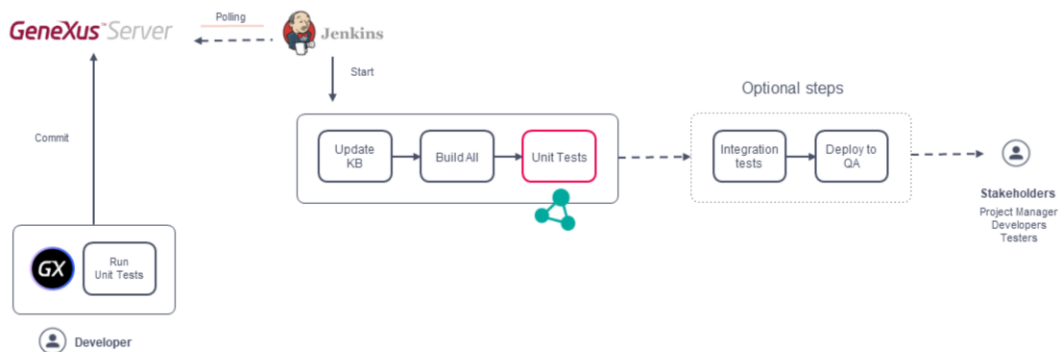 GeneXus™ Server
Polling
Jenkins
Start
Optional steps
Commit
Update
KB
Build All
Unit Tests
Integration
tests
Deploy to
QA
Stakeholders
Project Manager
Developers
Testers
GX
Run
Unit Tests
Developer